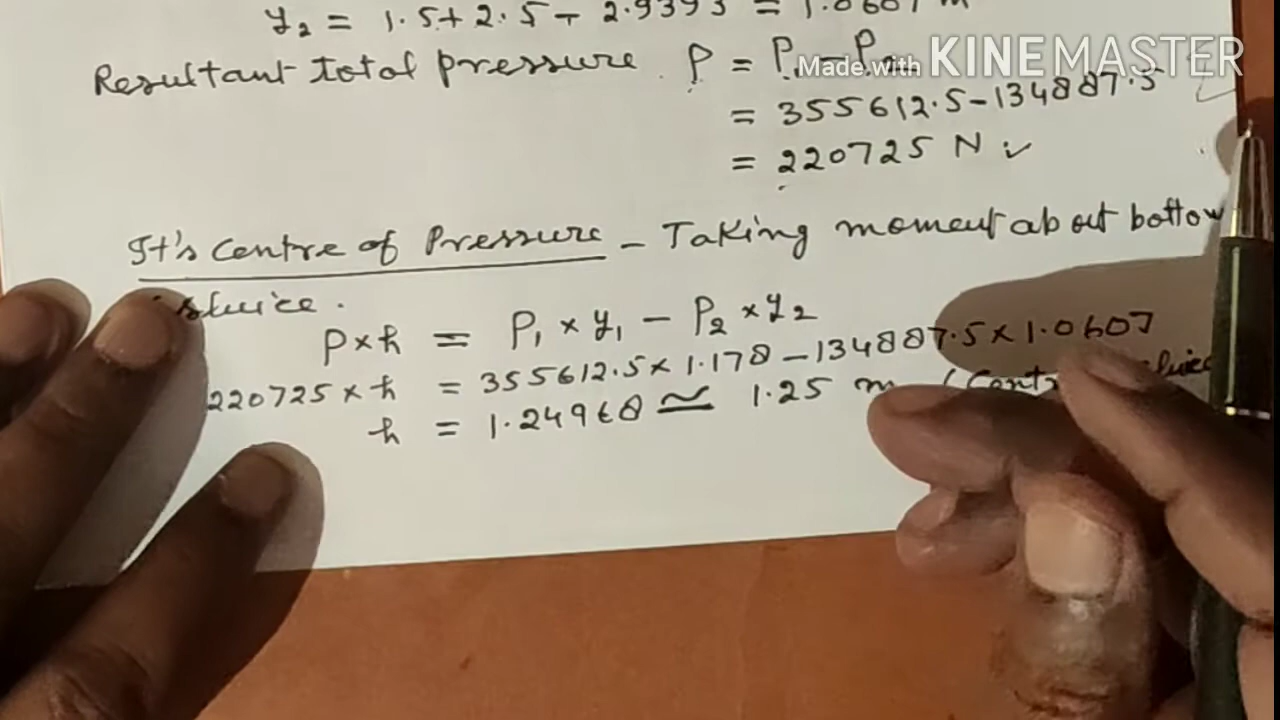 y₂ = 1.5 + 2.5 - 2.9393 = 1.0607 m
Resultant total pressure P = P
Made with KINEMASTER
= 355612.5 - 134887.5
= 220725 N ✓
It's Centre of Pressure - Taking moment about bottom
sluice.
P × h = P₁ × y₁ - P₂ × y₂
220725 × h = 355612.5 × 1.178 - 134887.5 × 1.0607
h = 1.24968 ≅ 1.25 m